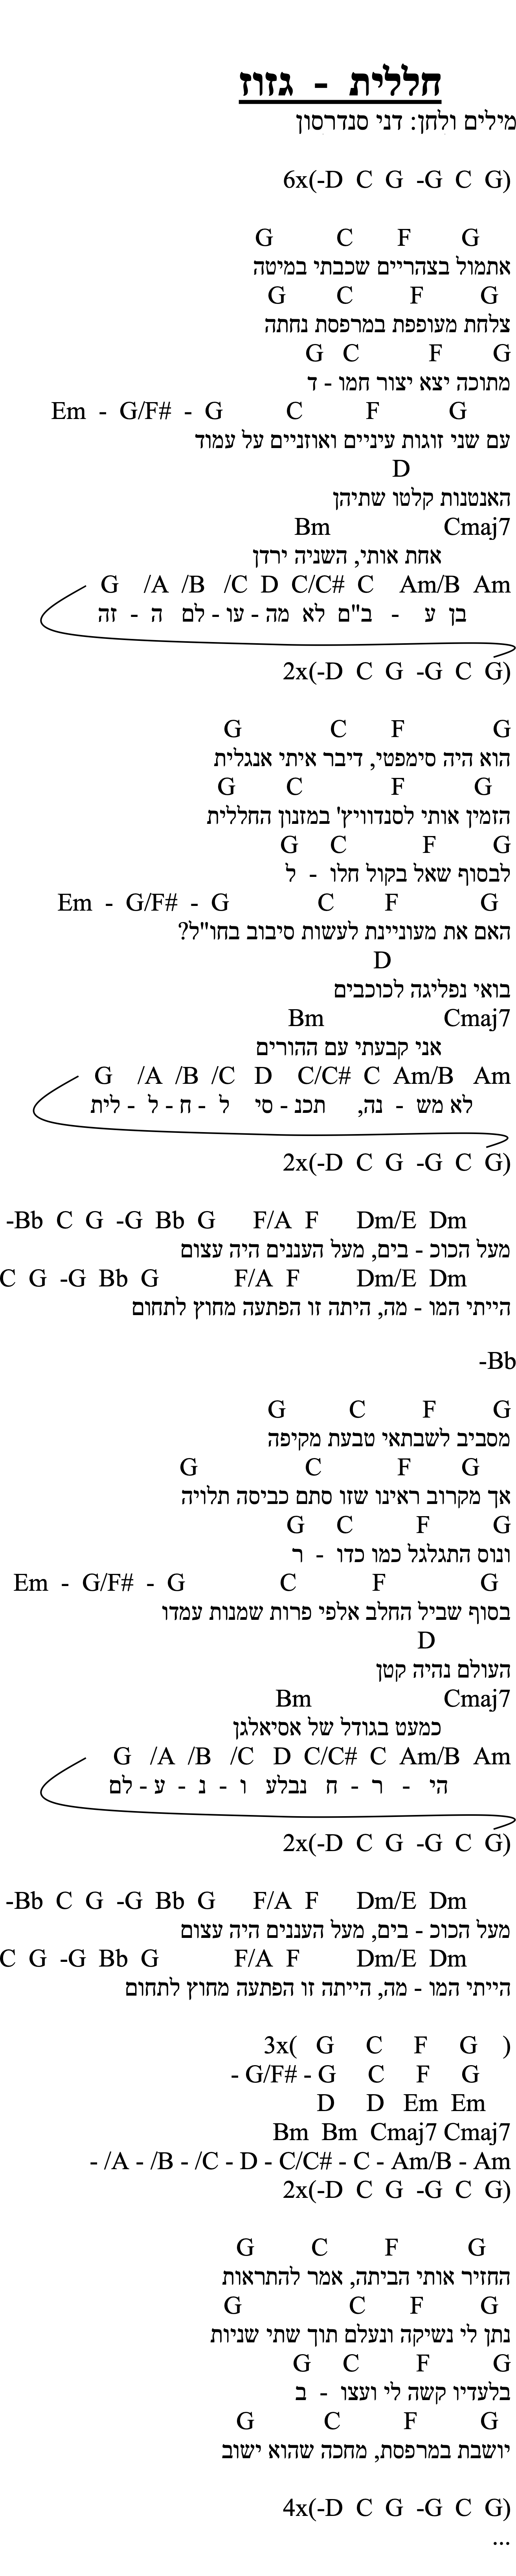 חללית - גזוז
מילים ולחן: דני סנדרסון
6x(-D C G -G C G)
G C F G
אתמול בצהריים שכבתי במיטה
G C F G
צלחת מעופפת במרפסת נחתה
G C F G
מתוכה יצא יצור חמו - ד
Em - G/F# - G C F G
עם שני זוגות עיניים ואוזניים על עמוד
D
האנטנות קלטו שתיהן
Bm Cmaj7
אחת אותי, השניה ירדן
G /A /B /C D C/C# C Am/B Am
בן ע - ב"ם לא מה - עו - לם ה - זה
2x(-D C G -G C G)
G C F G
הוא היה סימפטי, דיבר איתי אנגלית
G C F G
הזמין אותי לסנדוויץ' במזנון החללית
G C F G
לבסוף שאל בקול חלו - ל
Em - G/F# - G C F G
האם את מעוניינת לעשות סיבוב בחו"ל?
D
בואי נפליגה לכוכבים
Bm Cmaj7
אני קבעתי עם ההורים
G /A /B /C D C/C# C Am/B Am
לא מש - נה, תכנ - סי ל - ח - ל - לית
2x(-D C G -G C G)
-Bb C G -G Bb G F/A F Dm/E Dm
מעל הכוכ - בים, מעל העננים היה עצום
C G -G Bb G F/A F Dm/E Dm
הייתי המו - מה, היתה זו הפתעה מחוץ לתחום
-Bb
G C F G
מסביב לשבתאי טבעת מקיפה
G C F G
אך מקרוב ראינו שזו סתם כביסה תלויה
G C F G
ונוס התגלגל כמו כדו - ר
Em - G/F# - G C F G
בסוף שביל החלב אלפי פרות שמנות עמדו
D
העולם נהיה קטן
Bm Cmaj7
כמעט בגודל של אסיאלגן
G /A /B /C D C/C# C Am/B Am
הי - ר - ח נבלע ו - נ - ע - לם
2x(-D C G -G C G)
-Bb C G -G Bb G F/A F Dm/E Dm
מעל הכוכ - בים, מעל העננים היה עצום
C G -G Bb G F/A F Dm/E Dm
הייתי המו - מה, הייתה זו הפתעה מחוץ לתחום
3x( G C F G )
- G/F# - G C F G
D D Em Em
Bm Bm Cmaj7 Cmaj7
- /A - /B - /C - D - C/C# - C - Am/B - Am
2x(-D C G -G C G)
G C F G
החזיר אותי הביתה, אמר להתראות
G C F G
נתן לי נשיקה ונעלם תוך שתי שניות
G C F G
בלעדיו קשה לי ועצו - ב
G C F G
יושבת במרפסת, מחכה שהוא ישוב
4x(-D C G -G C G)
...